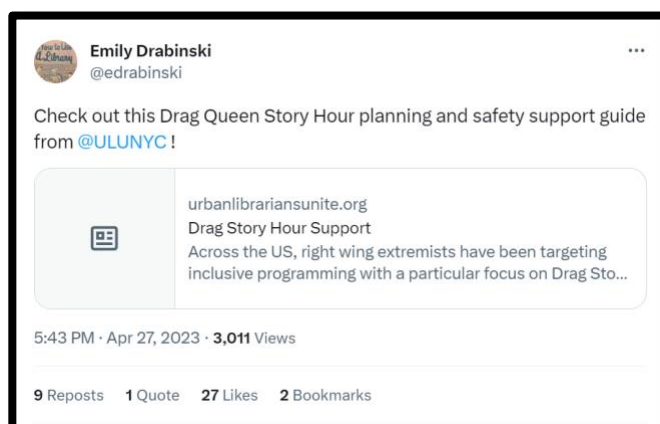 Emily Drabinski
@edrabinski
Check out this Drag Queen Story Hour planning and safety support guide
from @ULUNYC !
urbanlibrariansunite.org
Drag Story Hour Support
Across the US, right wing extremists have been targeting
inclusive programming with a particular focus on Drag Sto...
5:43 PM · Apr 27, 2023 · 3,011 Views
9 Reposts 1 Quote 27 Likes 2 Bookmarks